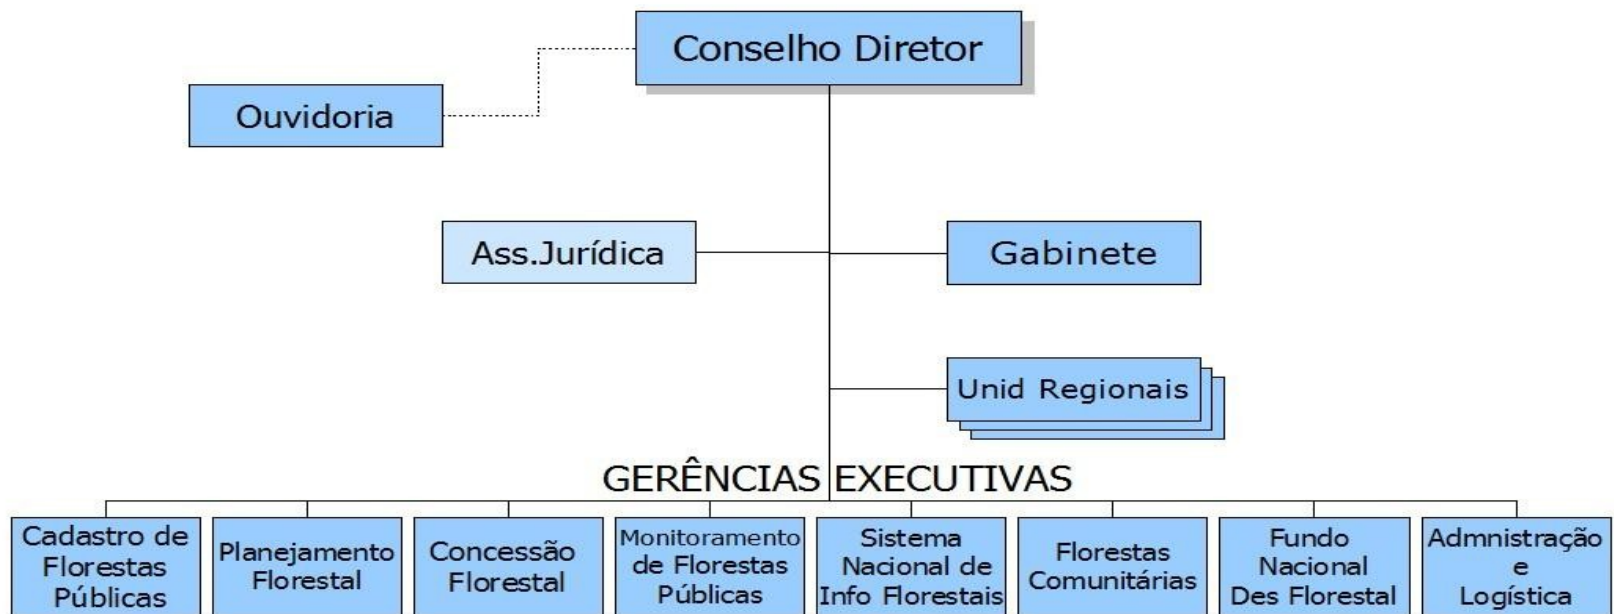 Conselho Diretor
Ouvidoria
Ass.Jurídica
Gabinete
Unid Regionais
GERÊNCIAS EXECUTIVAS
Cadastro de
Florestas
Públicas
Planejamento
Florestal
Concessão
Florestal
Monitoramento
de Florestas
Públicas
Sistema
Nacional de
Info Florestais
Florestas
Comunitárias
Fundo
Nacional
Des Florestal
Admnistração
e
Logística